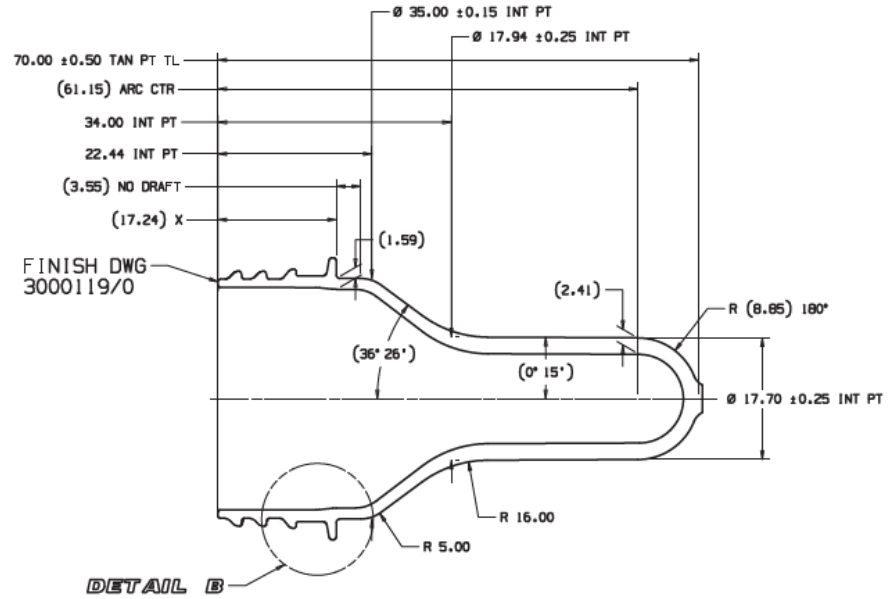 Ø 35.00 ±0.15 INT PT
Ø 17.94 ±0.25 INT PT
70.00 ±0.50 TAN PT TL
(61.15) ARC CTR
34.00 INT PT
22.44 INT PT
(3.55) NO DRAFT
(17.24) X
(1.59)
FINISH DWG
3000119/0
(2.41)
R (8.85) 180°
(36° 26')
(0° 15')
Ø 17.70 ±0.25 INT PT
R 16.00
R 5.00
DETAIL B